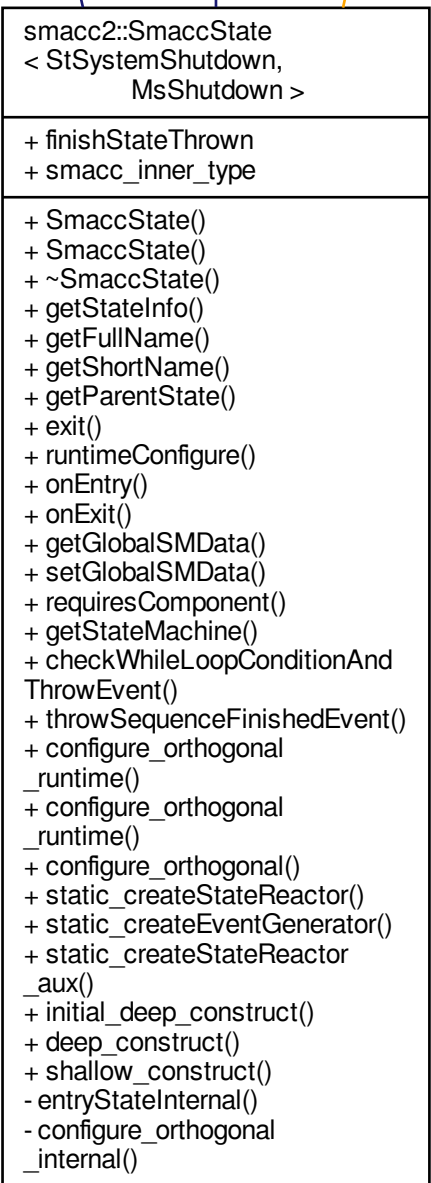 smacc2::SmaccState
< StSystemShutdown,
MsShutdown >
+ finishStateThrown
+ smacc_inner_type
+ SmaccState()
+ SmaccState()
+ ~SmaccState()
+ getStateInfo()
+ getFullName()
+ getShortName()
+ getParentState()
+ exit()
+ runtimeConfigure()
+ onEntry()
+ onExit()
+ getGlobalSMData()
+ setGlobalSMData()
+ requiresComponent()
+ getStateMachine()
+ checkWhileLoopConditionAnd
ThrowEvent()
+ throwSequenceFinishedEvent()
+ configure_orthogonal
_runtime()
+ configure_orthogonal
_runtime()
+ configure_orthogonal()
+ static_createStateReactor()
+ static_createEventGenerator()
+ static_createStateReactor
_aux()
+ initial_deep_construct()
+ deep_construct()
+ shallow_construct()
- entryStateInternal()
- configure_orthogonal
_internal()